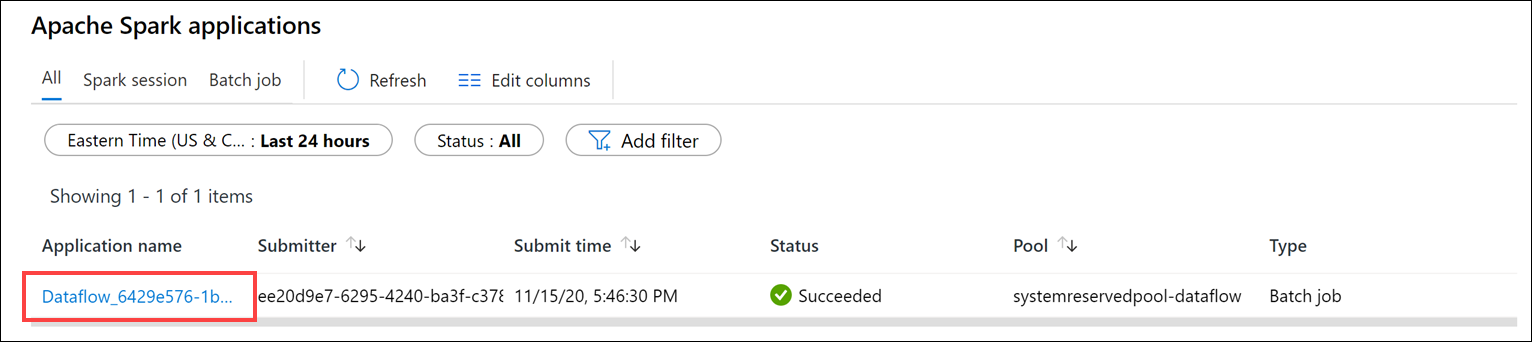 Apache Spark applications
All Spark session Batch job Refresh Edit columns
Eastern Time (US & C... : Last 24 hours Status : All Add filter
Showing 1 - 1 of 1 items
Application name Submitter Submit time Status Pool Type
Dataflow_6429e576-1b... ee20d9e7-6295-4240-ba3f-c378 11/15/20, 5:46:30 PM Succeeded systemreservedpool-dataflow Batch job